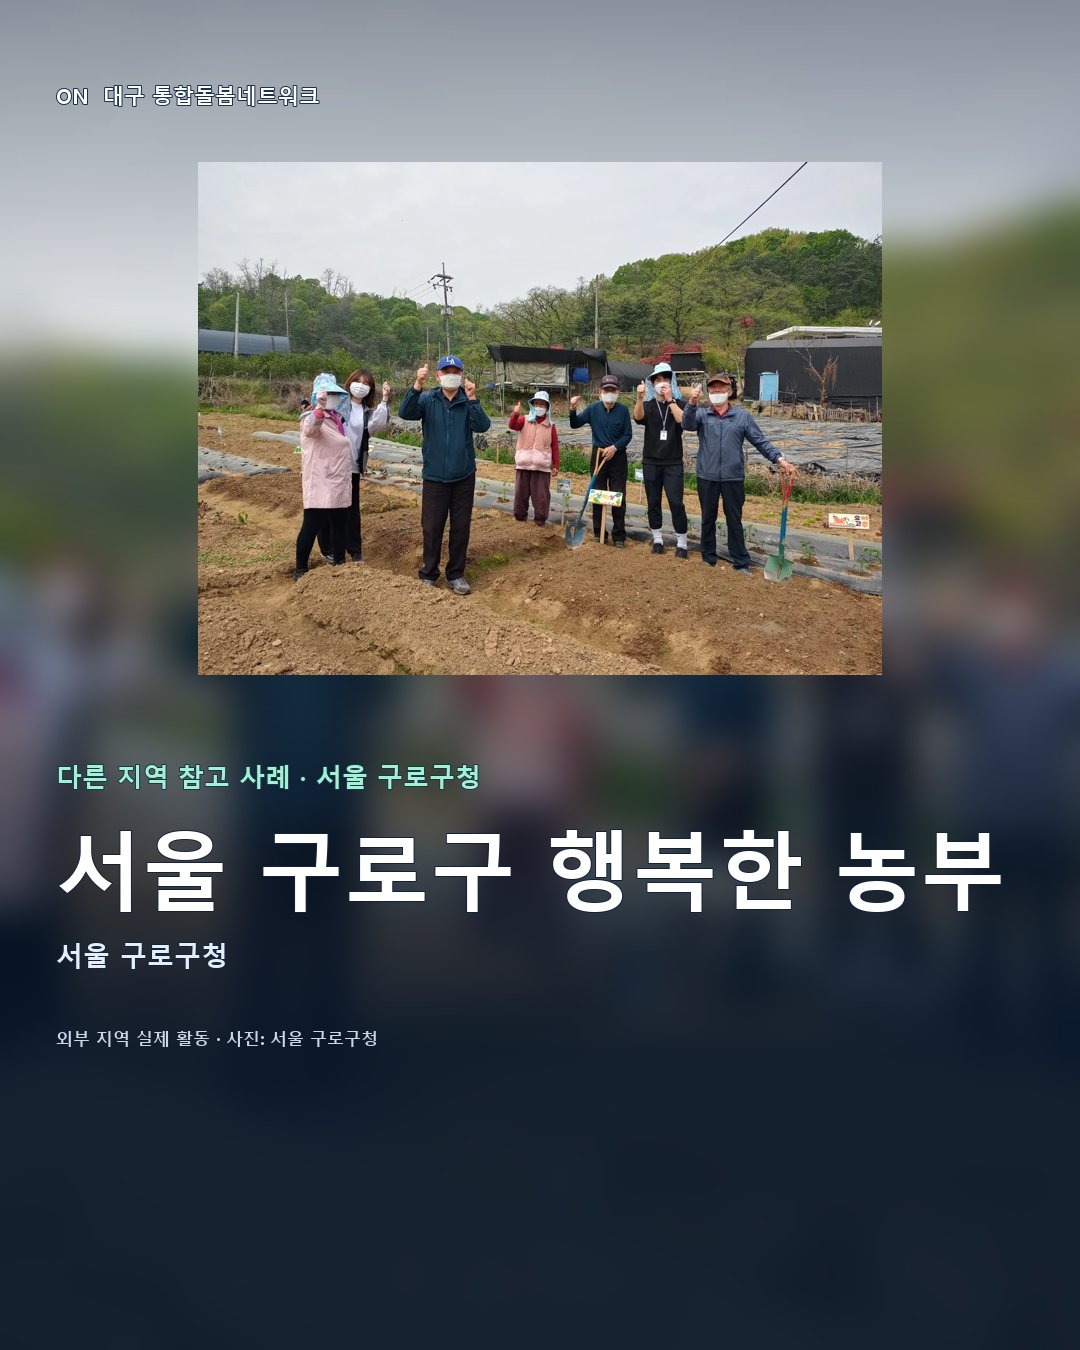 ON 대구 통합돌봄네트워크
LA
다른 지역 참고 사례 · 서울 구로구청
서울 구로구 행복한 농부
서울 구로구청
외부 지역 실제 활동 · 사진: 서울 구로구청